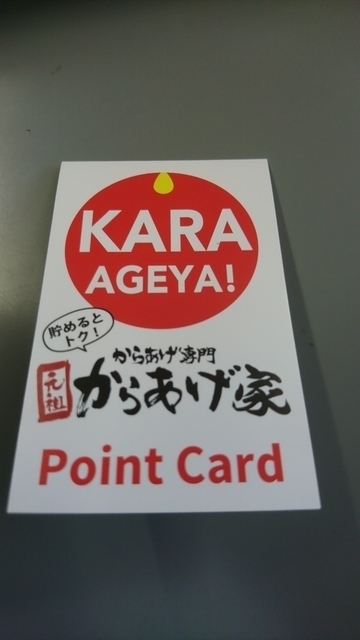 KARA
AGEYA!
貯めると
トク!
からあげ専門
元祖
からあげ家
Point Card